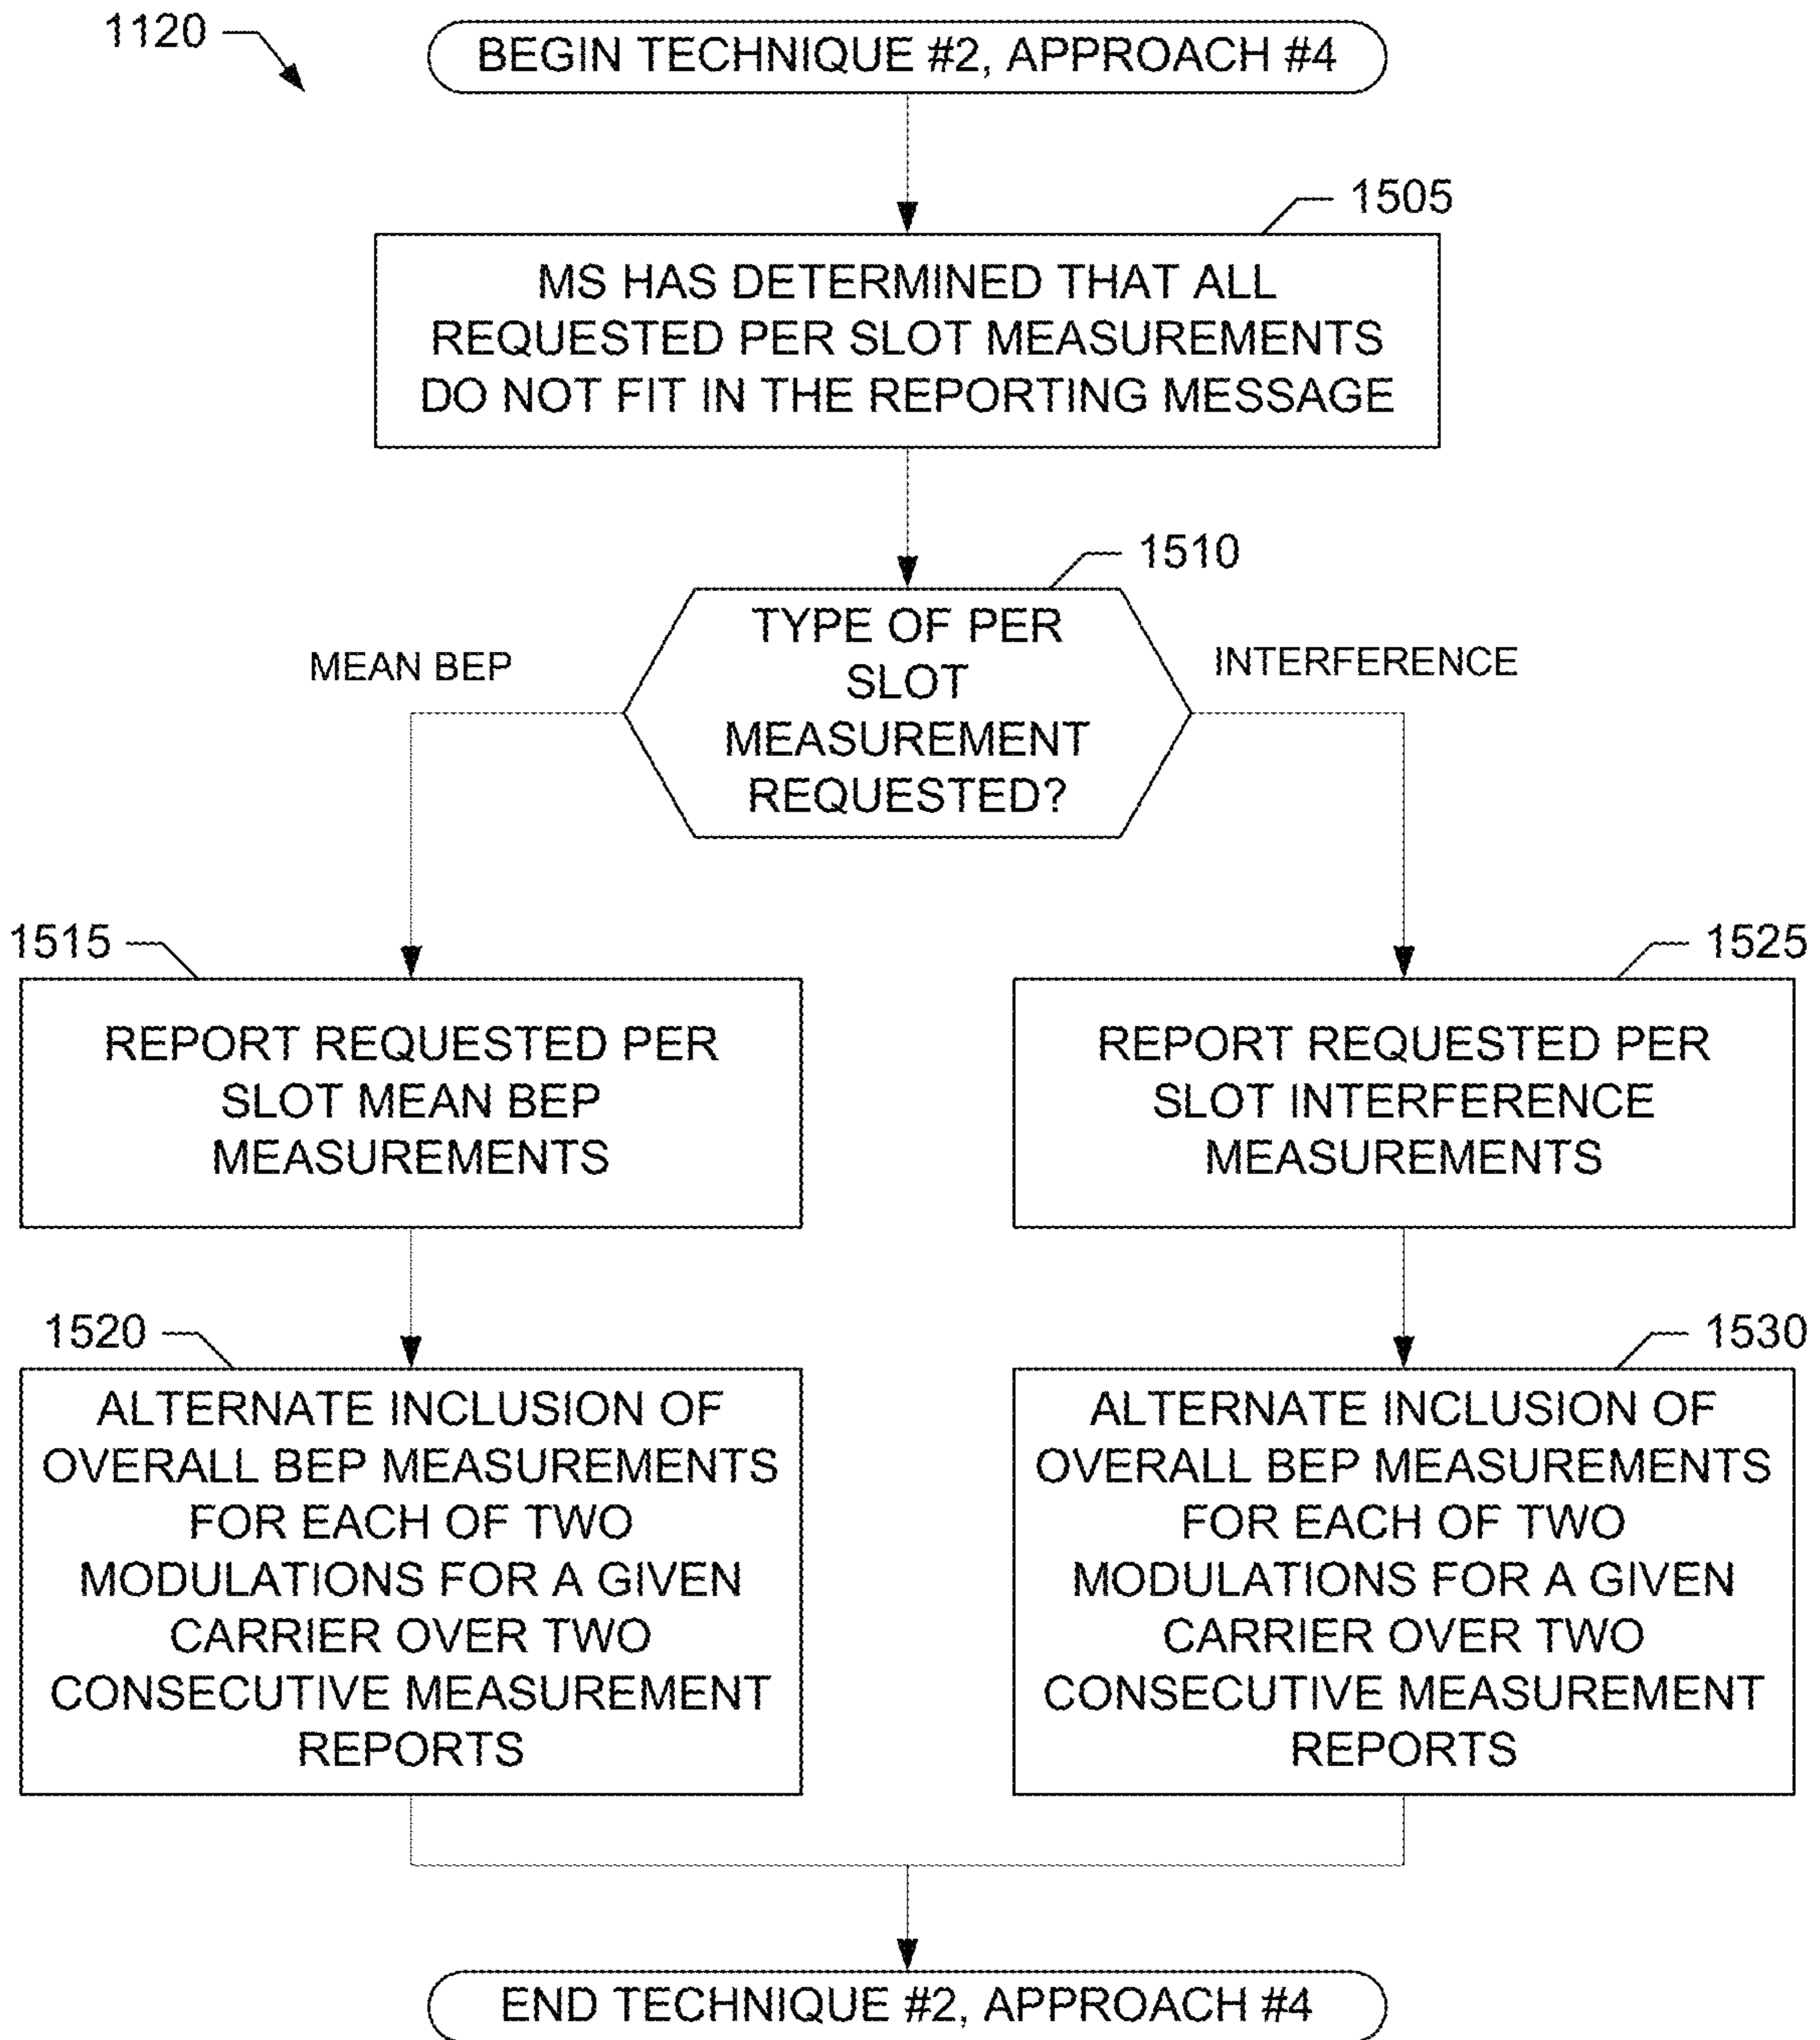 1120
BEGIN TECHNIQUE #2, APPROACH #4
1505
MS HAS DETERMINED THAT ALL
REQUESTED PER SLOT MEASUREMENTS
DO NOT FIT IN THE REPORTING MESSAGE
1510
TYPE OF PER
SLOT
MEASUREMENT
REQUESTED?
MEAN BEP
INTERFERENCE
1515
REPORT REQUESTED PER
SLOT MEAN BEP
MEASUREMENTS
1525
REPORT REQUESTED PER
SLOT INTERFERENCE
MEASUREMENTS
1520
ALTERNATE INCLUSION OF
OVERALL BEP MEASUREMENTS
FOR EACH OF TWO
MODULATIONS FOR A GIVEN
CARRIER OVER TWO
CONSECUTIVE MEASUREMENT
REPORTS
1530
ALTERNATE INCLUSION OF
OVERALL BEP MEASUREMENTS
FOR EACH OF TWO
MODULATIONS FOR A GIVEN
CARRIER OVER TWO
CONSECUTIVE MEASUREMENT
REPORTS
END TECHNIQUE #2, APPROACH #4